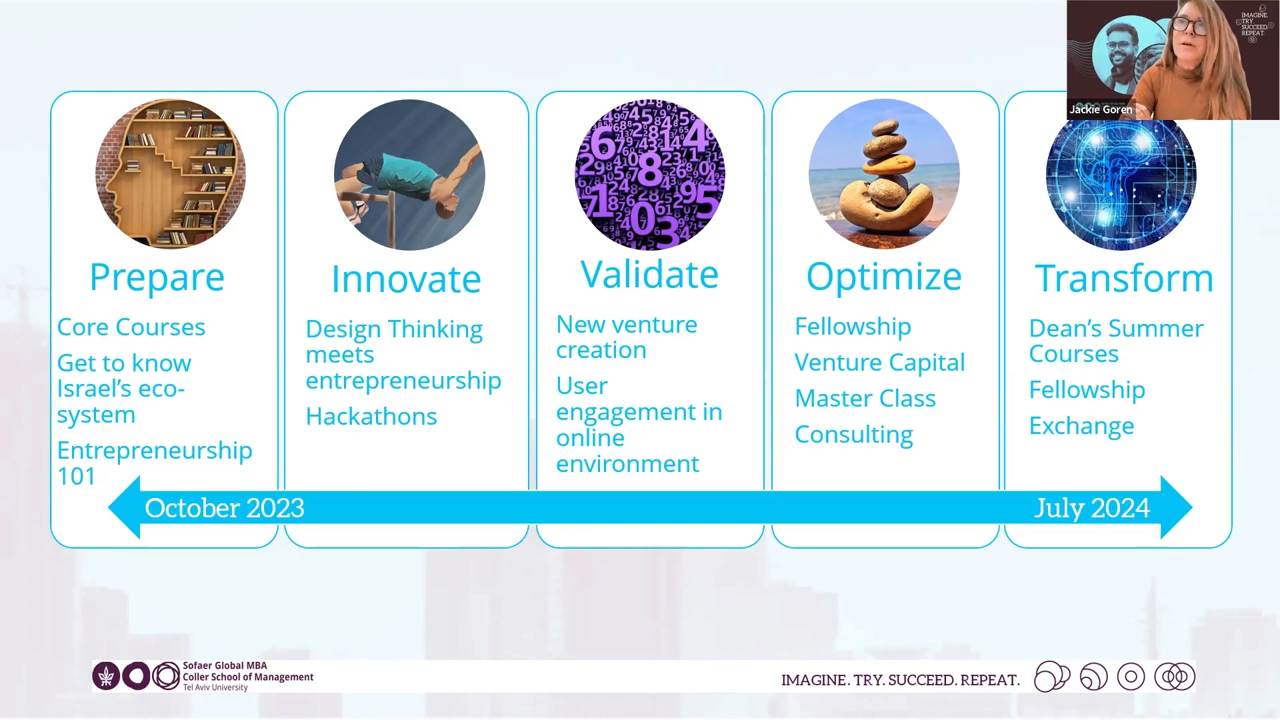 IMAGINE.
TRY.
SUCCEED.
REPEAT.
Jackie Goren
Prepare
Core Courses
Get to know
Israel’s eco-
system
Entrepreneurship
101
Innovate
Design Thinking
meets
entrepreneurship
Hackathons
Validate
New venture
creation
User
engagement in
online
environment
Optimize
Fellowship
Venture Capital
Master Class
Consulting
Transform
Dean’s Summer
Courses
Fellowship
Exchange
October 2023
July 2024
Sofaer Global MBA
Coller School of Management
Tel Aviv University
IMAGINE. TRY. SUCCEED. REPEAT.